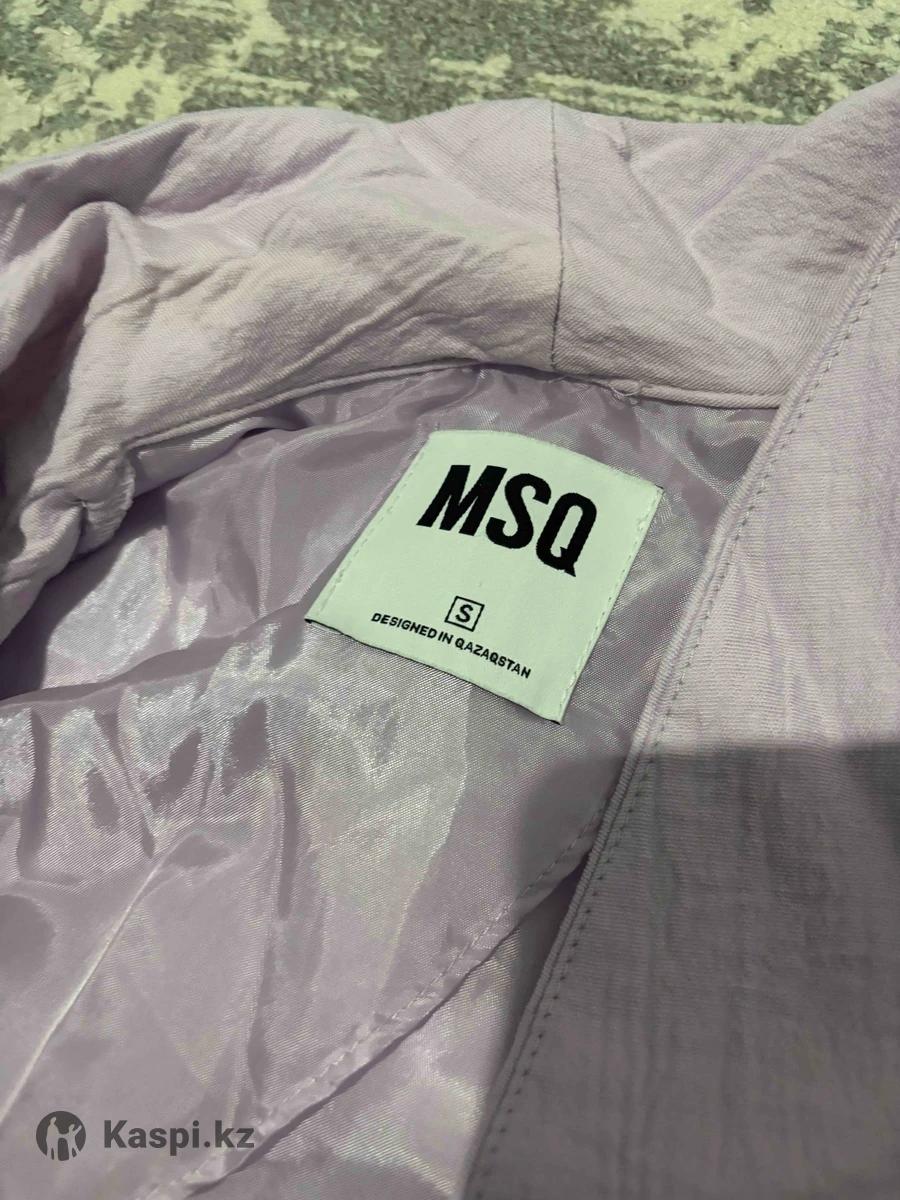 MSQ
S
DESIGNED IN QAZAQSTAN
Kaspi.kz